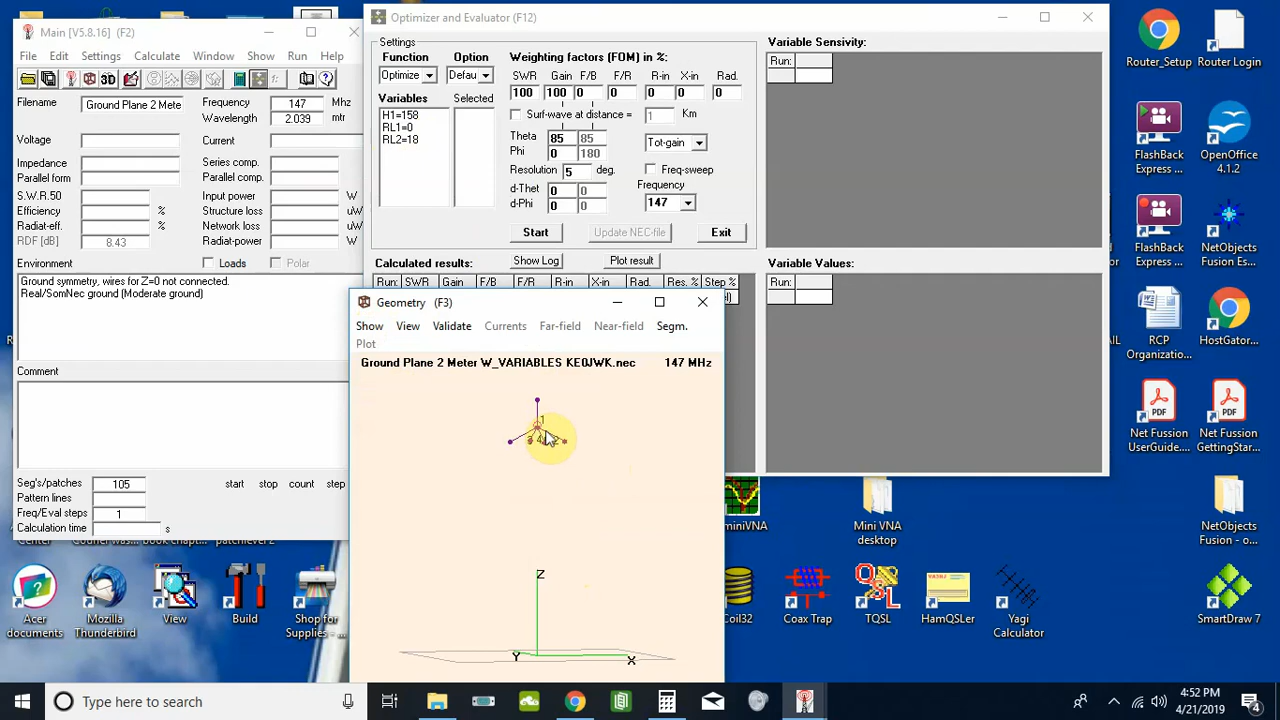 Main [V5.8.16] (F2)
File Edit Settings Calculate Window Show Run Help
3D
Filename
Ground Plane 2 Mete
Frequency
147
Mhz
Wavelength
2.039
mtr
Voltage
Current
Impedance
Series comp.
Parallel form
Parallel comp.
S.W.R.50
Input power
W
Efficiency
%
Structure loss
uW
Radiat-eff.
%
Network loss
uW
RDF [dB]
8.43
Radiat-power
W
Environment
Loads
Polar
Ground symmetry, wires for Z=0 not connected.
Real/SomNec ground (Moderate ground)
Comment
Seg's/patches
105
start stop count step
Pattern lines
Freq/Eval steps
1
Calculation time
s
Optimizer and Evaluator (F12)
Settings
Function
Option
Optimize
Defau
Variables
Selected
H1=158
RL1=0
RL2=18
Weighting factors (FOM) in %:
SWR Gain F/B F/R R-in X-in Rad.
100 100 0 0 0 0 0
Surf-wave at distance =
1
Km
Theta
85
85
Tot-gain
Phi
0
180
Resolution
5
deg.
Freq-sweep
d-Thet
0
0
Frequency
d-Phi
0
0
147
Start
Update NEC-file
Exit
Calculated results:
Show Log
Plot result
Run: SWR Gain F/B F/R R-in X-in Rad. Res. % Step %
Variable Sensivity:
Run:
Variable Values:
Run:
Geometry (F3)
Show View Validate Currents Far-field Near-field Segm.
Plot
Ground Plane 2 Meter W_VARIABLES KE0JWK.nec
147 MHz
Z
Y
X
Router_Setup
Router Login
FlashBack
Express ...
OpenOffice
4.1.2
FlashBack
Express ...
NetObjects
Fusion Es...
RCP
Organizatio...
HostGator...
Net Fusion
UserGuide....
Net Fusion
GettingStar...
miniVNA
Mini VNA
desktop
NetObjects
Fusion - o...
Acer
documents
Mozilla
Thunderbird
View
Build
Shop for
Supplies -...
Coil32
Coax Trap
TQSL
HamQSLer
Yagi
Calculator
SmartDraw 7
Type here to search
4:52 PM
4/21/2019
4